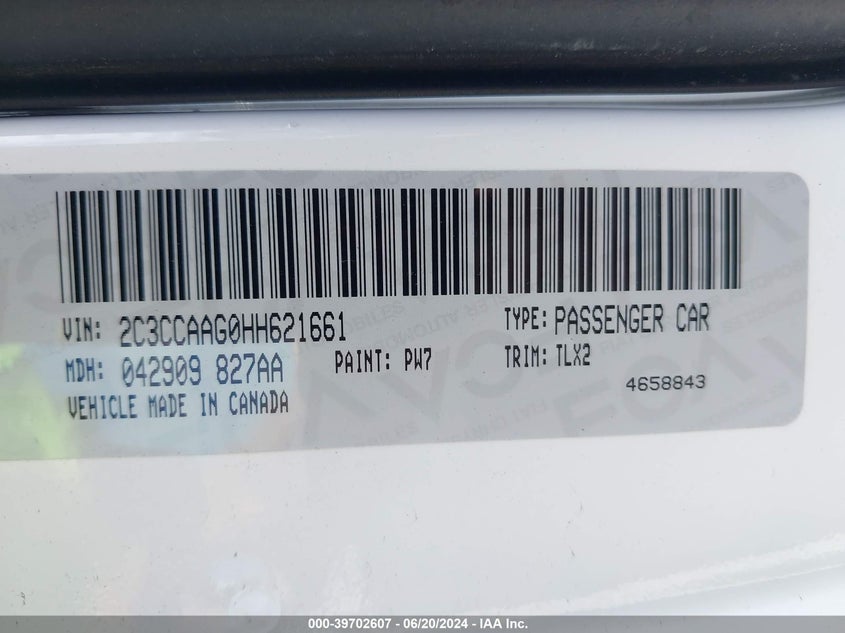 VIN: 2C3CCAAG0HH621661
TYPE: PASSENGER CAR
MDH: 042909 827AA
PAINT: PW7
TRIM: TLX2
VEHICLE MADE IN CANADA
4658843
000-39702607 - 06/20/2024 - IAA Inc.